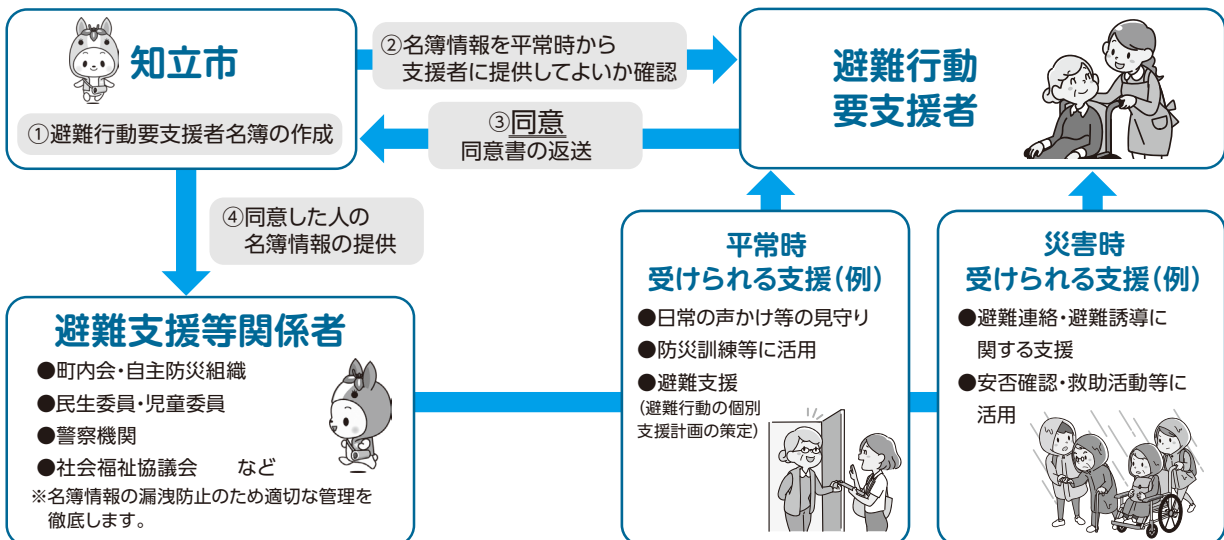 知立市
①避難行動要支援者名簿の作成
②名簿情報を平常時から
支援者に提供してよいか確認
③同意
同意書の返送
避難行動
要支援者
④同意した人の
名簿情報の提供
避難支援等関係者
●町内会・自主防災組織
●民生委員・児童委員
●警察機関
●社会福祉協議会　など
※名簿情報の漏洩防止のため適切な管理を
徹底します。
平常時
受けられる支援(例)
●日常の声かけ等の見守り
●防災訓練等に活用
●避難支援
(避難行動の個別
支援計画の策定)
災害時
受けられる支援(例)
●避難連絡・避難誘導に
関する支援
●安否確認・救助活動等に
活用